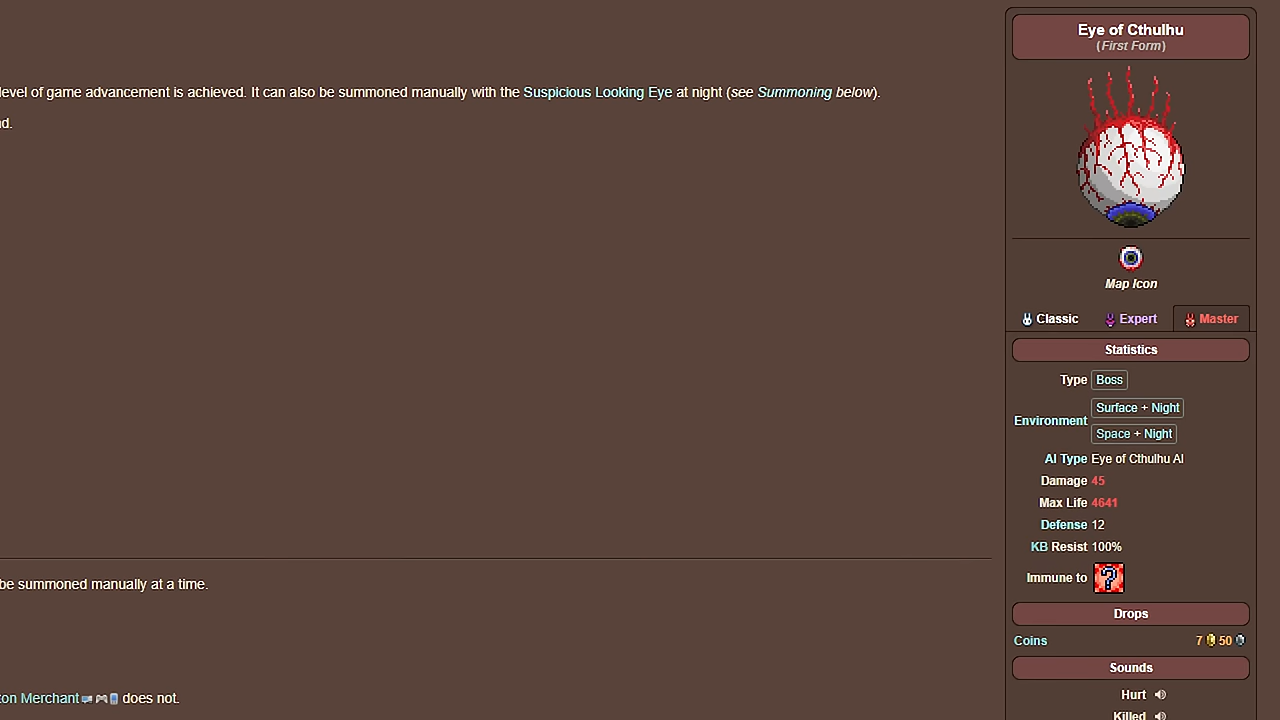 level of game advancement is achieved. It can also be summoned manually with the Suspicious Looking Eye at night (see Summoning below).
be summoned manually at a time.
Merchant does not.
Eye of Cthulhu
(First Form)
Map Icon
Classic Expert Master
Statistics
Type Boss
Environment Surface + Night
Space + Night
AI Type Eye of Cthulhu AI
Damage 45
Max Life 4641
Defense 12
KB Resist 100%
Immune to ?
Drops
Coins 7 50
Sounds
Hurt
Killed